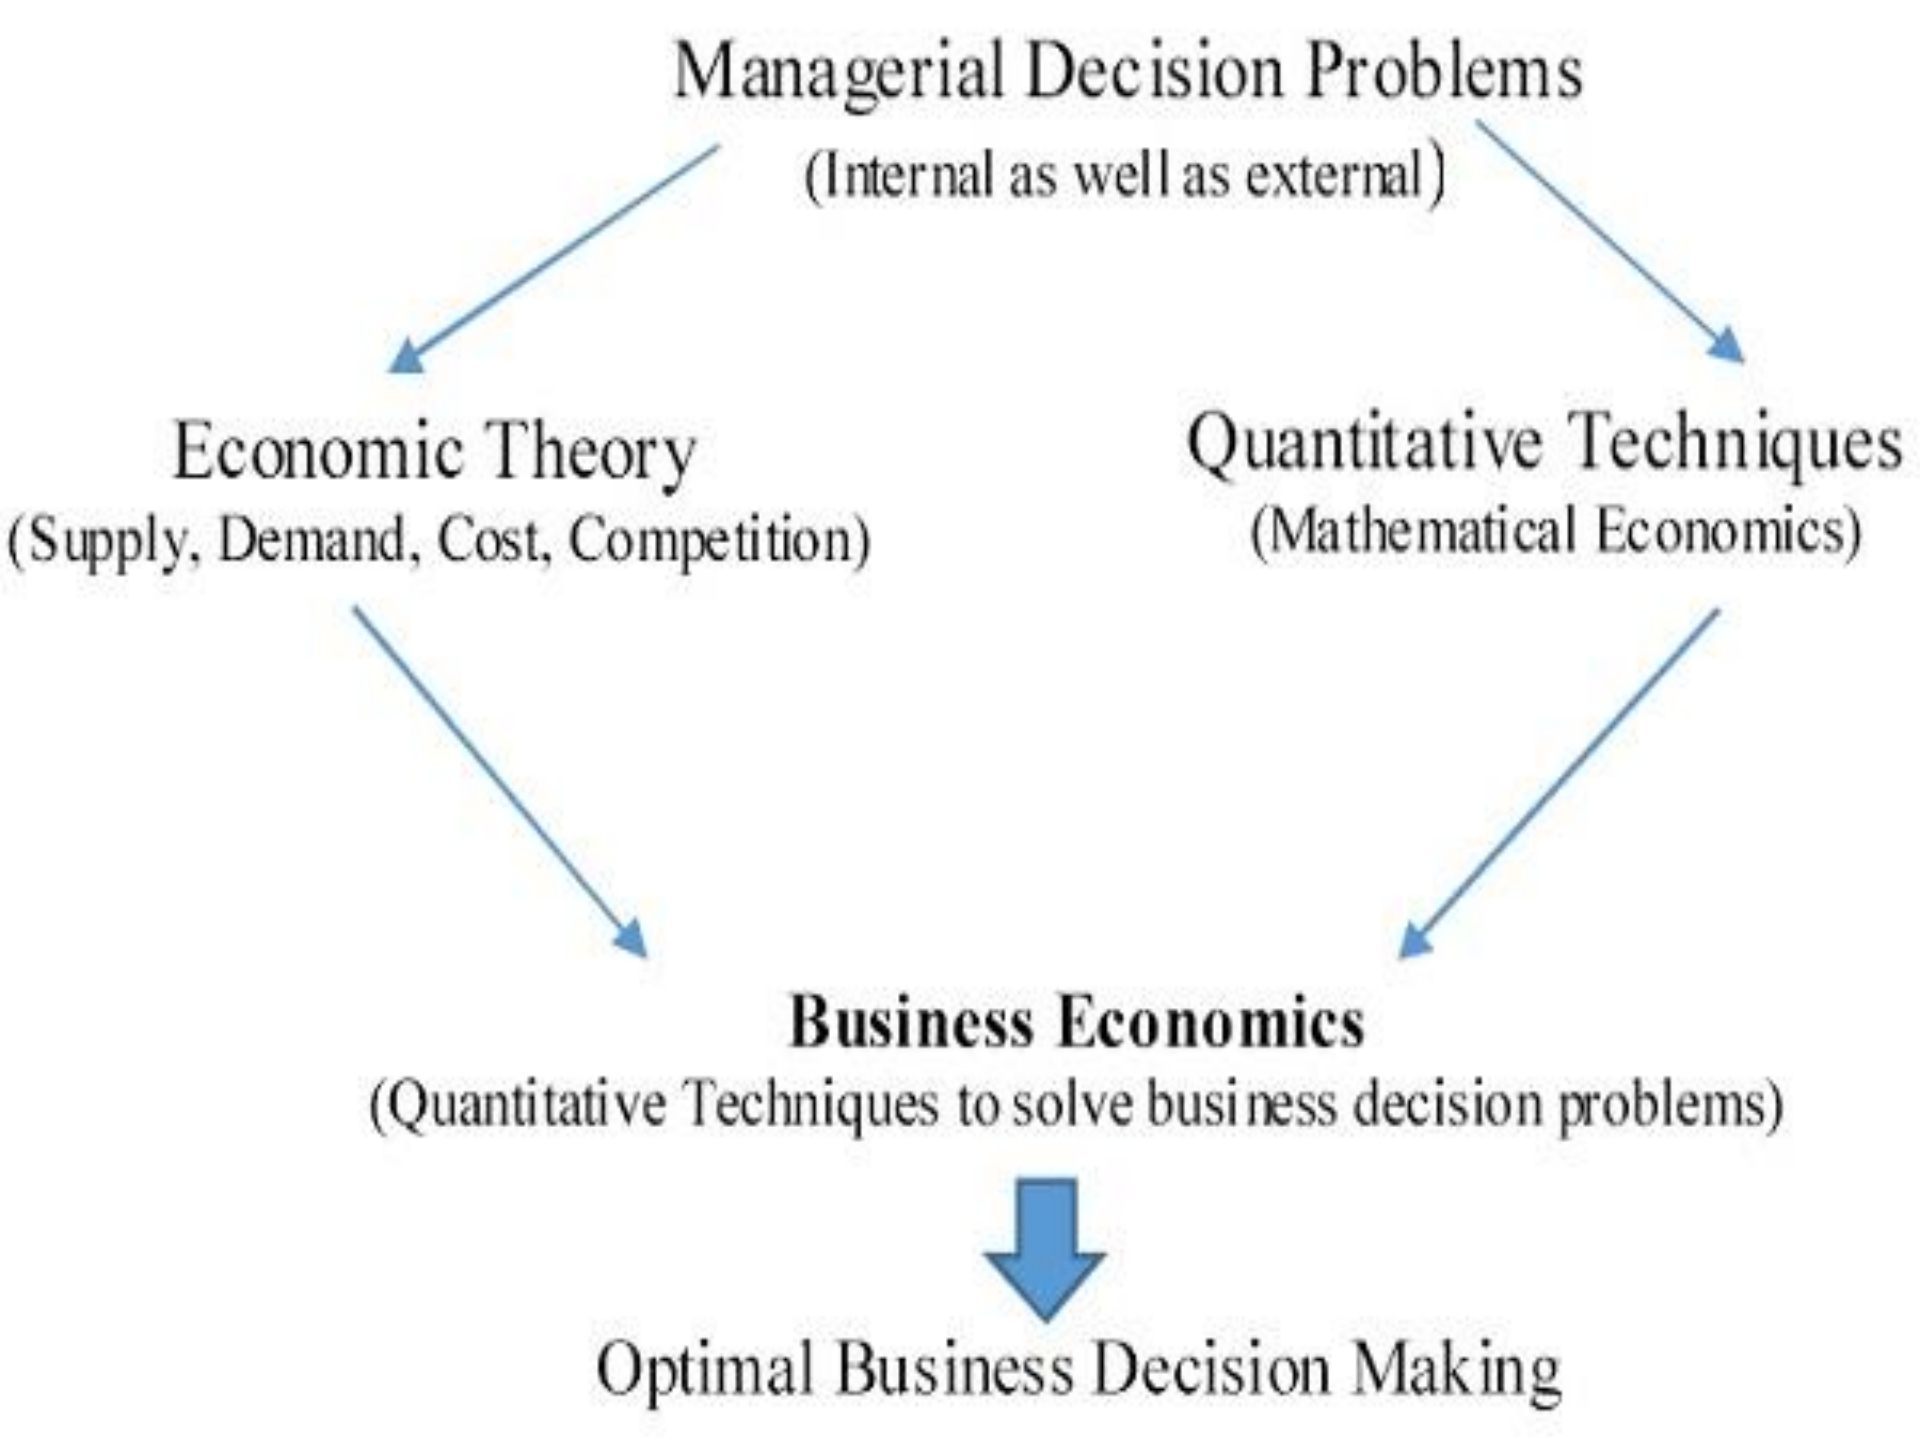 Managerial Decision Problems
(Internal as well as external)
Economic Theory
(Supply, Demand, Cost, Competition)
Quantitative Techniques
(Mathematical Economics)
Business Economics
(Quantitative Techniques to solve business decision problems)
Optimal Business Decision Making